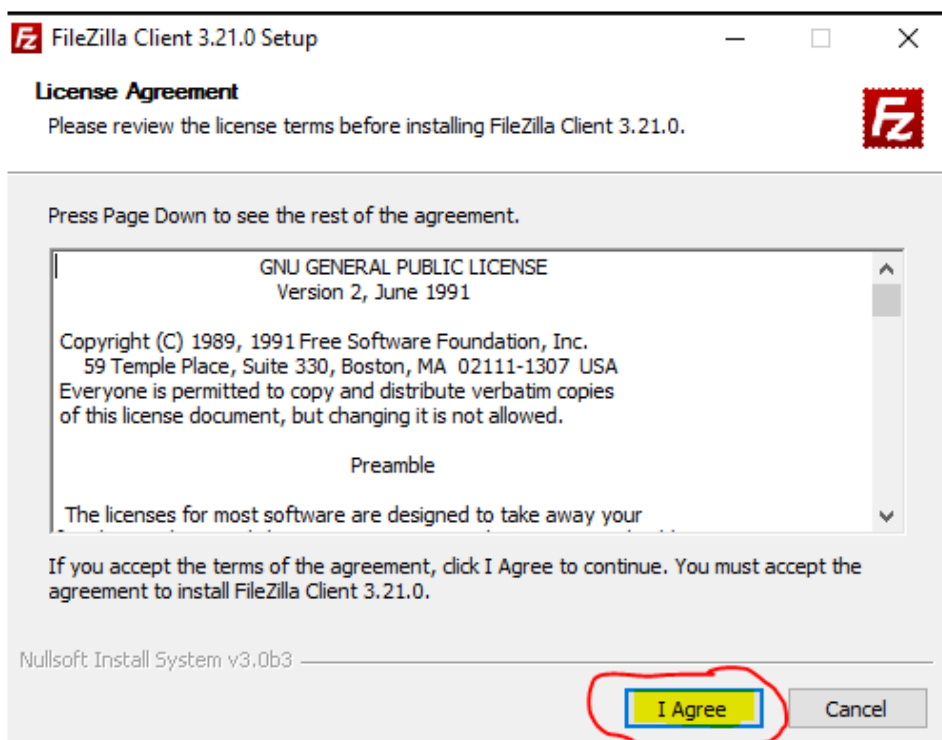 FileZilla Client 3.21.0 Setup
License Agreement
Please review the license terms before installing FileZilla Client 3.21.0.
Press Page Down to see the rest of the agreement.
GNU GENERAL PUBLIC LICENSE
Version 2, June 1991
Copyright (C) 1989, 1991 Free Software Foundation, Inc.
59 Temple Place, Suite 330, Boston, MA 02111-1307 USA
Everyone is permitted to copy and distribute verbatim copies
of this license document, but changing it is not allowed.
Preamble
The licenses for most software are designed to take away your
If you accept the terms of the agreement, click I Agree to continue. You must accept the
agreement to install FileZilla Client 3.21.0.
Nullsoft Install System v3.0b3
I Agree
Cancel